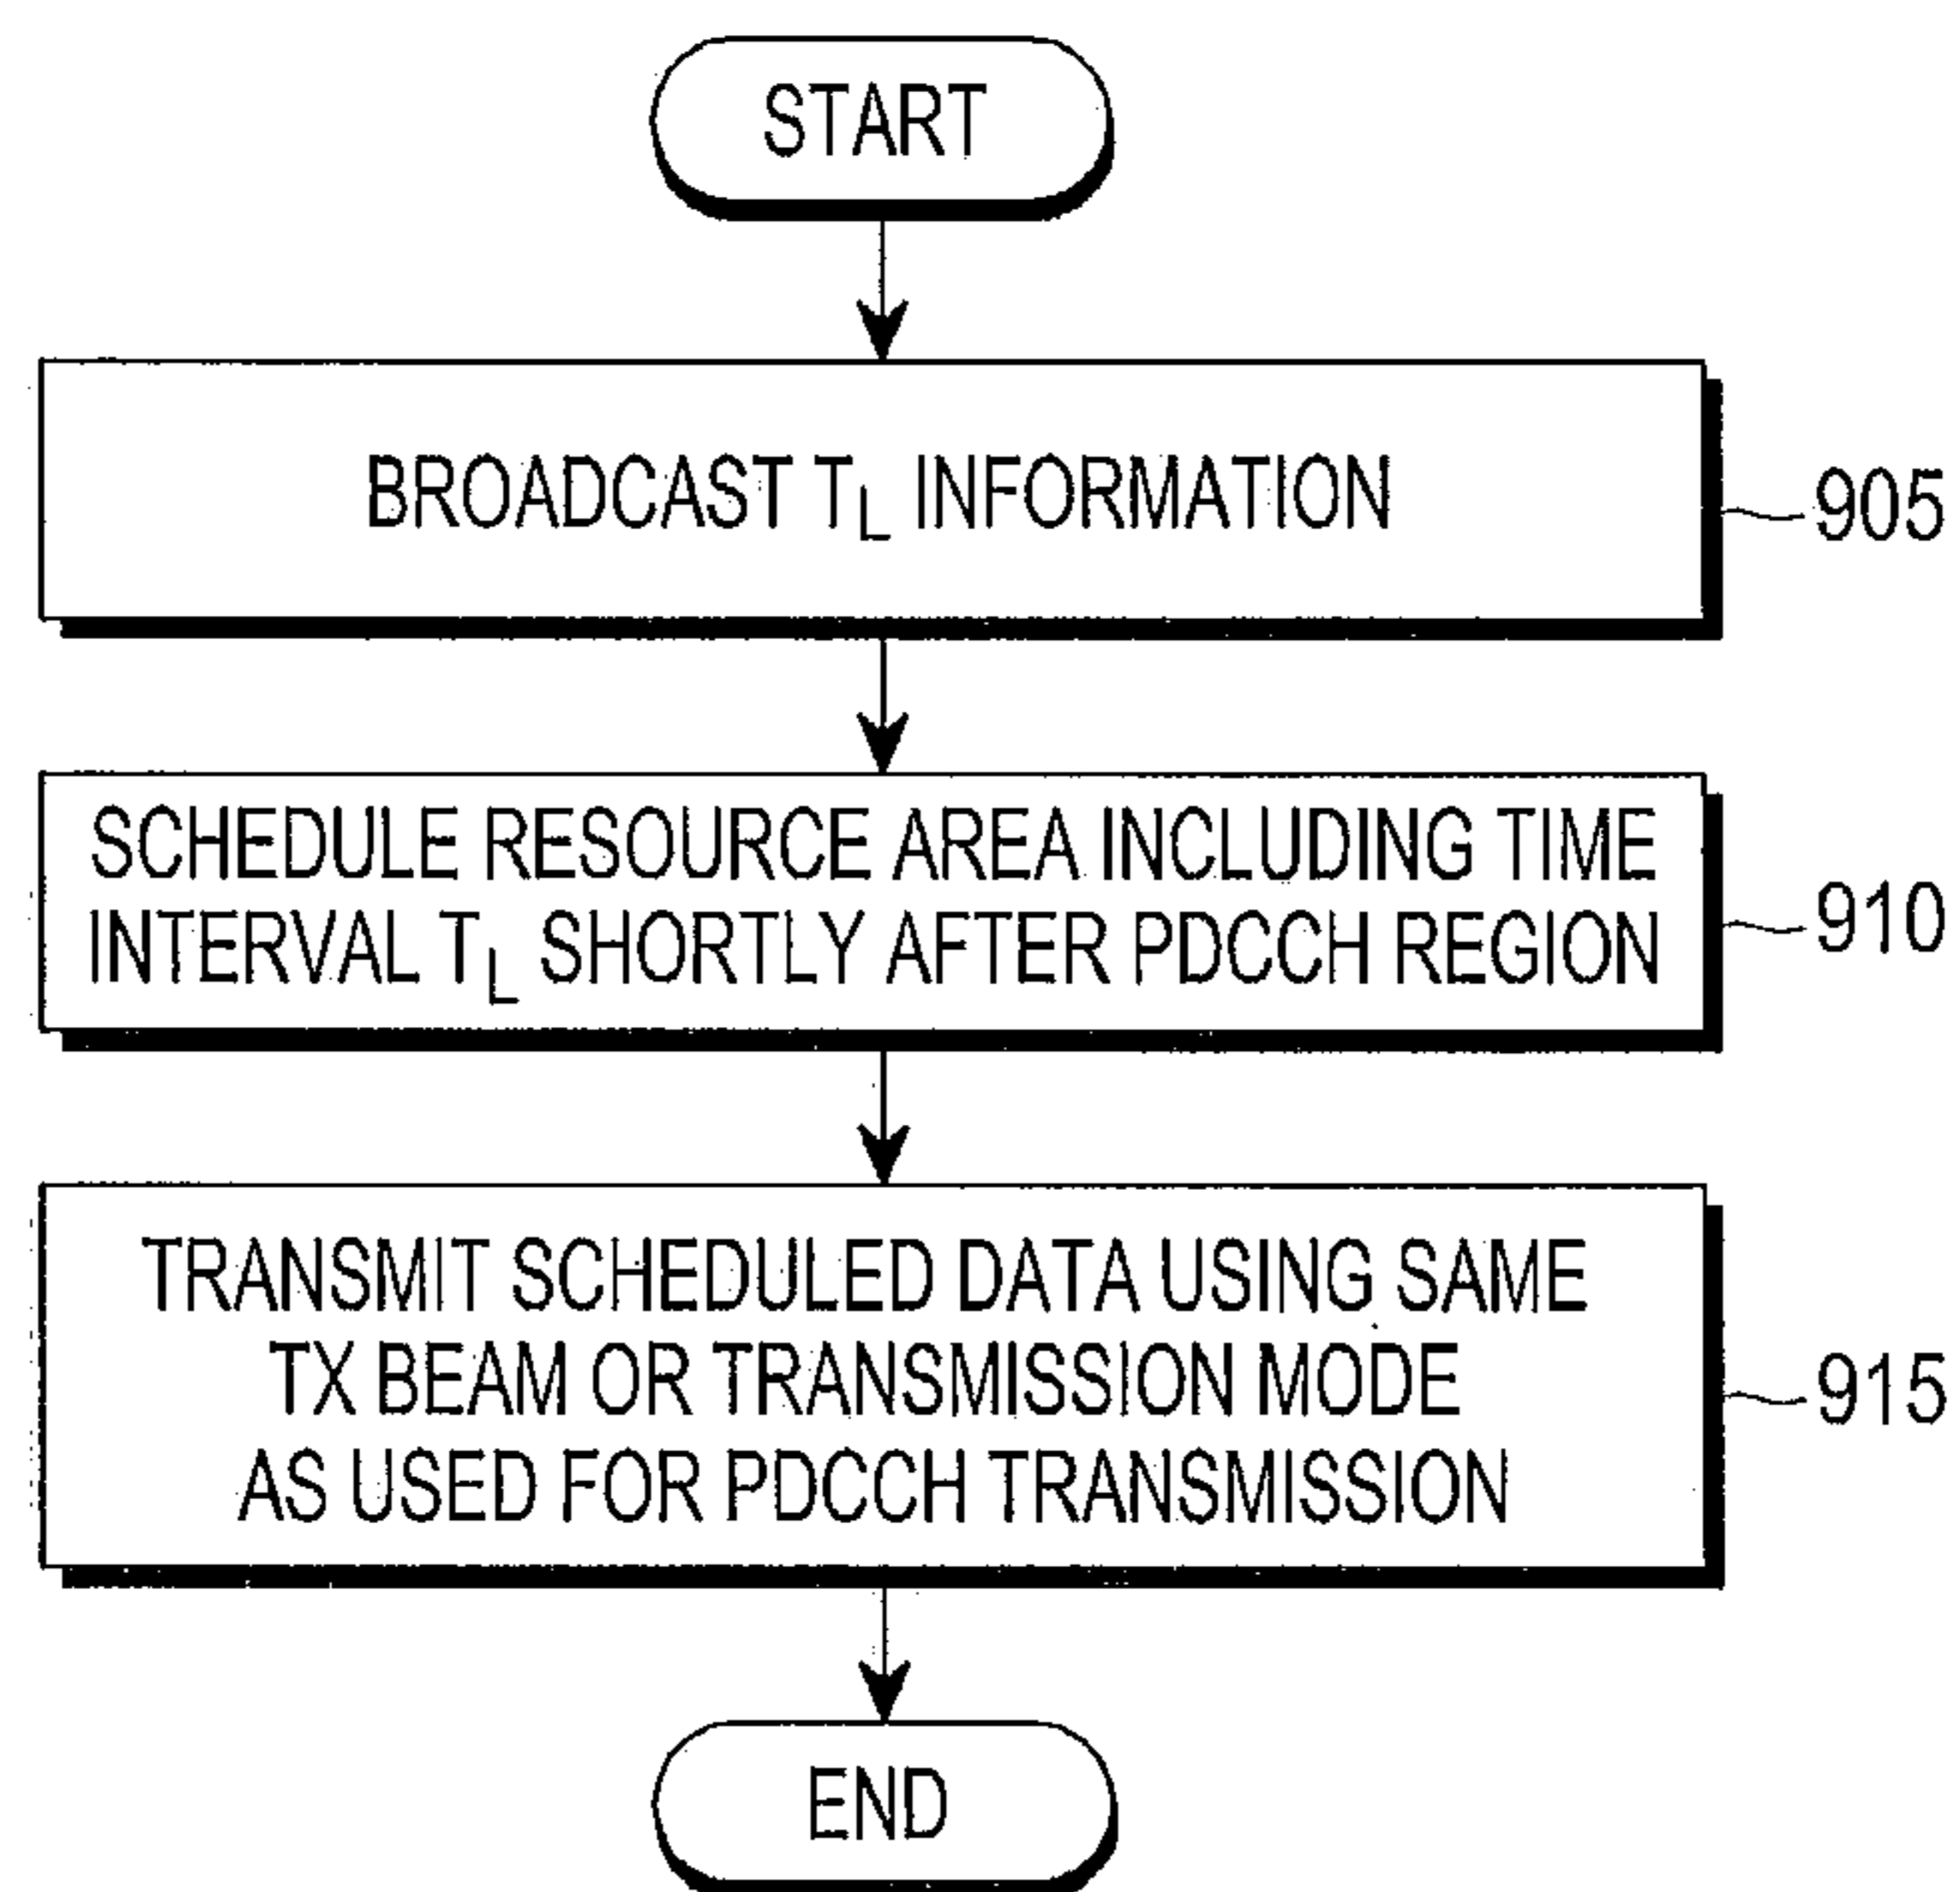 START
BROADCAST TL INFORMATION
905
SCHEDULE RESOURCE AREA INCLUDING TIME
INTERVAL TL SHORTLY AFTER PDCCH REGION
910
TRANSMIT SCHEDULED DATA USING SAME
TX BEAM OR TRANSMISSION MODE
AS USED FOR PDCCH TRANSMISSION
915
END